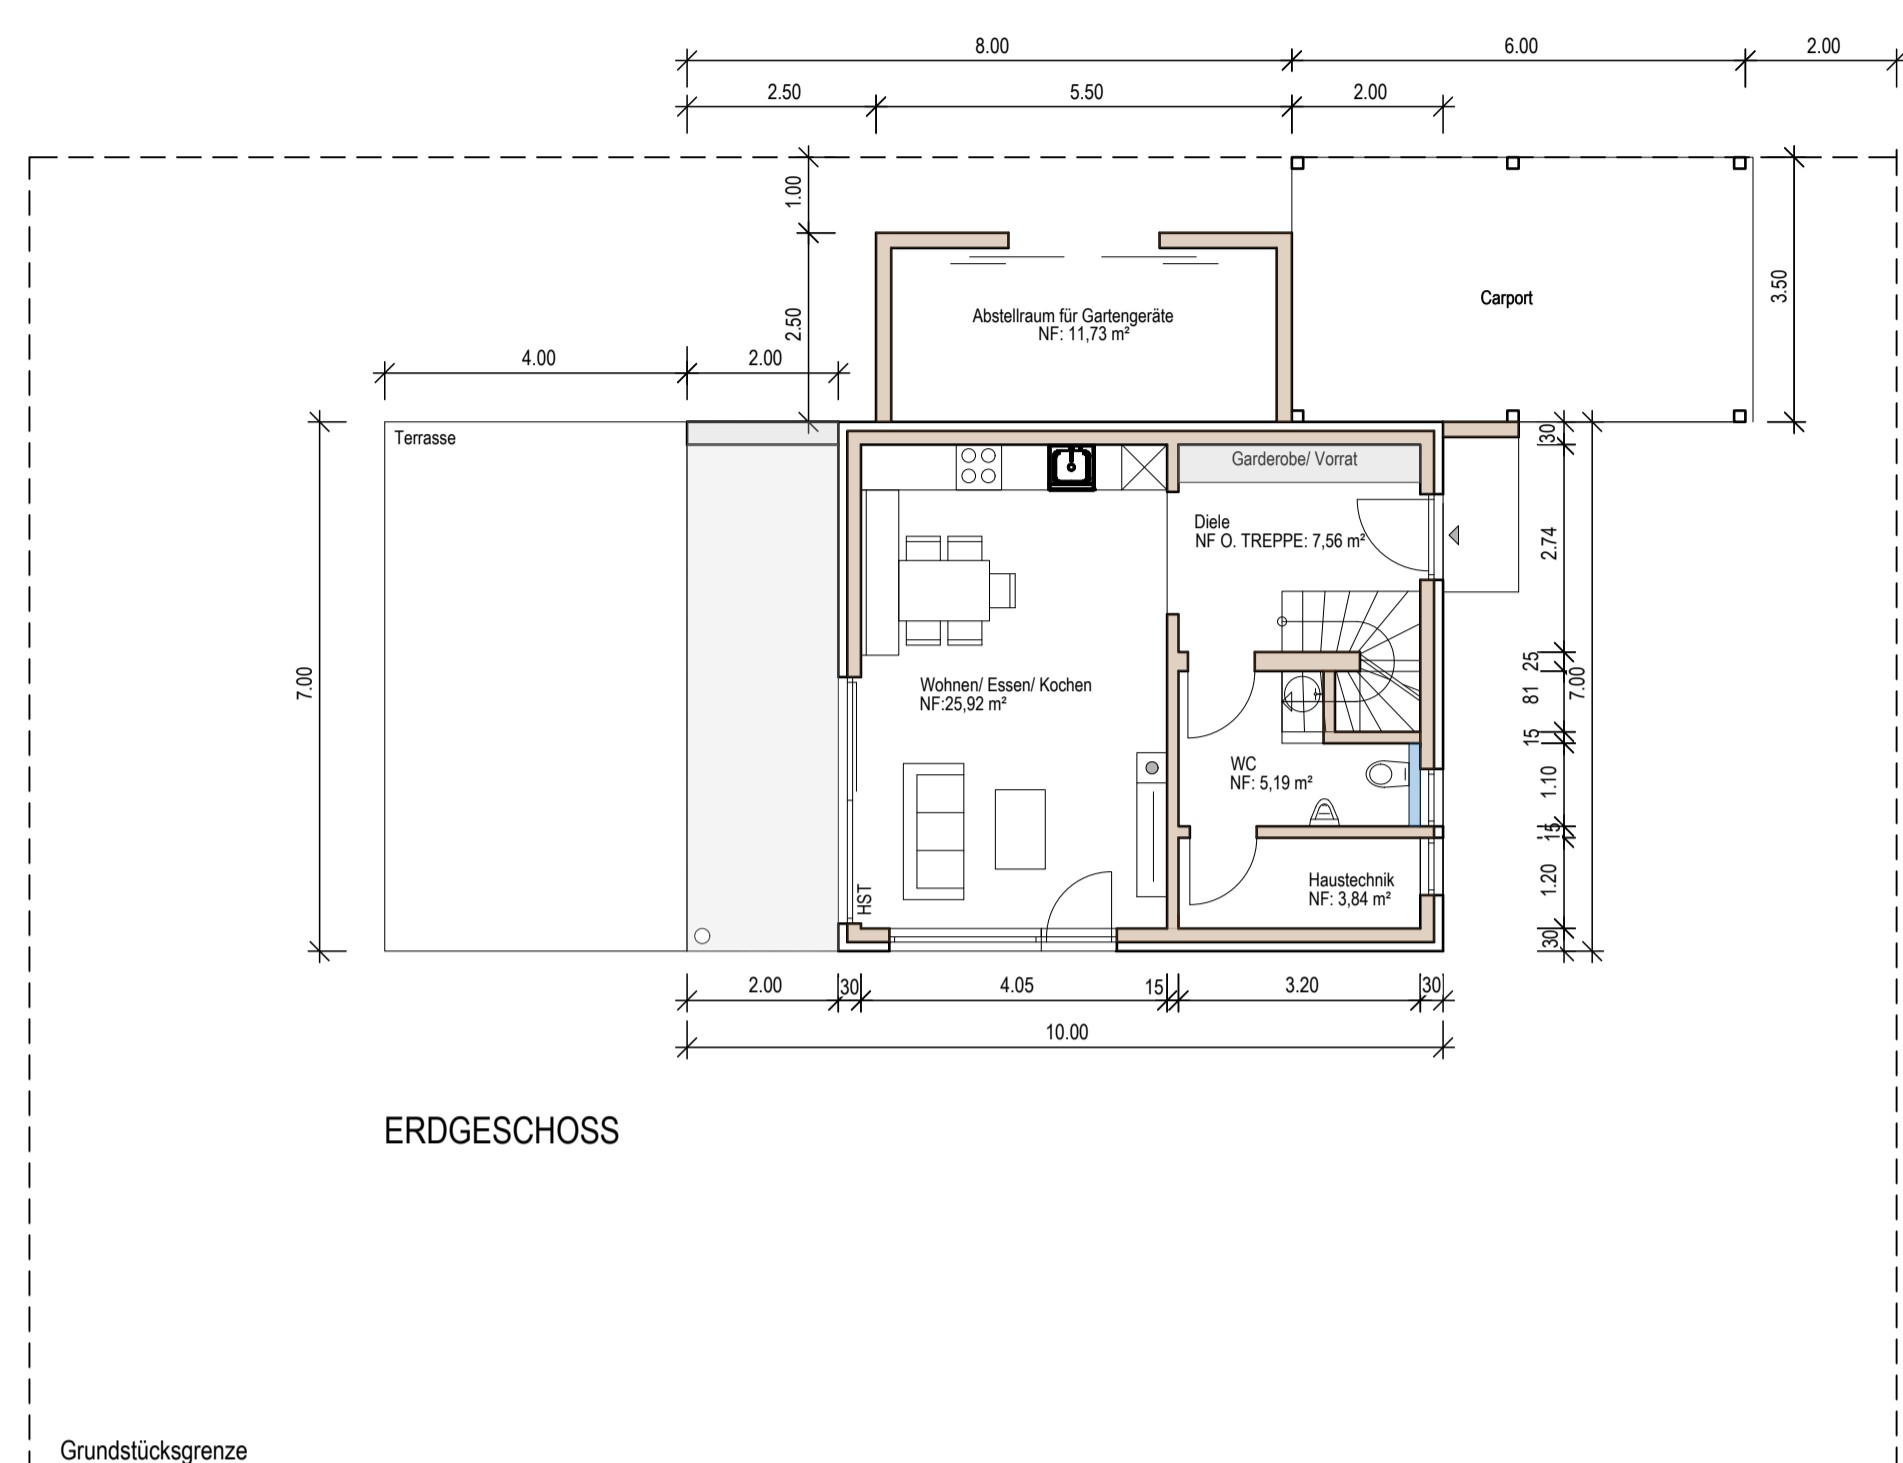 8.00 6.00 2.00
2.50 5.50 2.00
1.00
2.50
3.50
Carport
Abstellraum für Gartengeräte
NF: 11,73 m²
4.00 2.00
Terrasse
7.00
Garderobe/ Vorrat
Diele
NF O. TREPPE: 7,56 m²
Wohnen/ Essen/ Kochen
NF:25,92 m²
WC
NF: 5,19 m²
Haustechnik
NF: 3,84 m²
HST
30
2.74
25
81
15
1.10
15
1.20
30
7.00
2.00 30 4.05 15 3.20 30
10.00
ERDGESCHOSS
Grundstücksgrenze